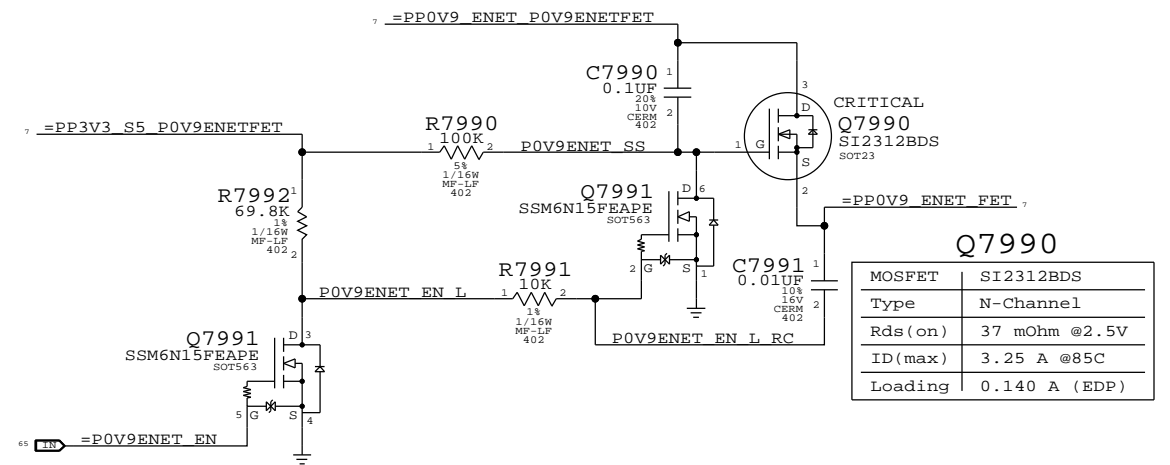 7 =PP0V9_ENET_P0V9ENETFET
C7990
0.1UF
20%
10V
CERM
402
1
2
3
D
CRITICAL
Q7990
SI2312BDS
SOT23
1 G
S
2
7 =PP3V3_S5_P0V9ENETFET
R7990
100K
1 2
5%
1/16W
MF-LF
402
P0V9ENET_SS
R7992
69.8K
1%
1/16W
MF-LF
402
1
2
Q7991
SSM6N15FEAPE
SOT563
D 6
2 G S 1
=PP0V9_ENET_FET 7
C7991
0.01UF
10%
16V
CERM
402
1
2
P0V9ENET_EN_L
R7991
10K
1 2
1%
1/16W
MF-LF
402
P0V9ENET_EN_L_RC
Q7991
SSM6N15FEAPE
SOT563
D 3
5 G S 4
65 IN =P0V9ENET_EN
Q7990
MOSFET SI2312BDS
Type N-Channel
Rds(on) 37 mOhm @2.5V
ID(max) 3.25 A @85C
Loading 0.140 A (EDP)